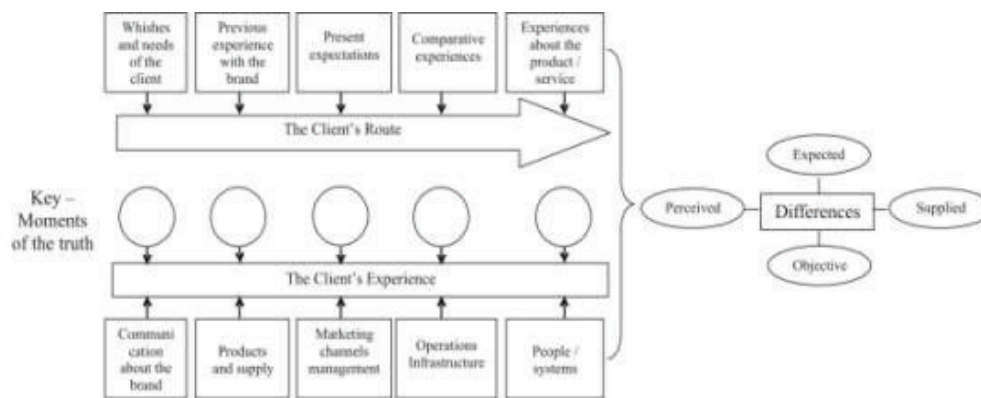 Whishes
and needs
of the
client
Previous
experience
with the
brand
Present
expectations
Comparative
experiences
Experiences
about the
product /
service
The Client's Route
Key –
Moments
of the truth
The Client's Experience
Communi
cation
about the
brand
Products
and supply
Marketing
channels
management
Operations
Infrastructure
People /
systems
Perceived
Expected
Differences
Supplied
Objective